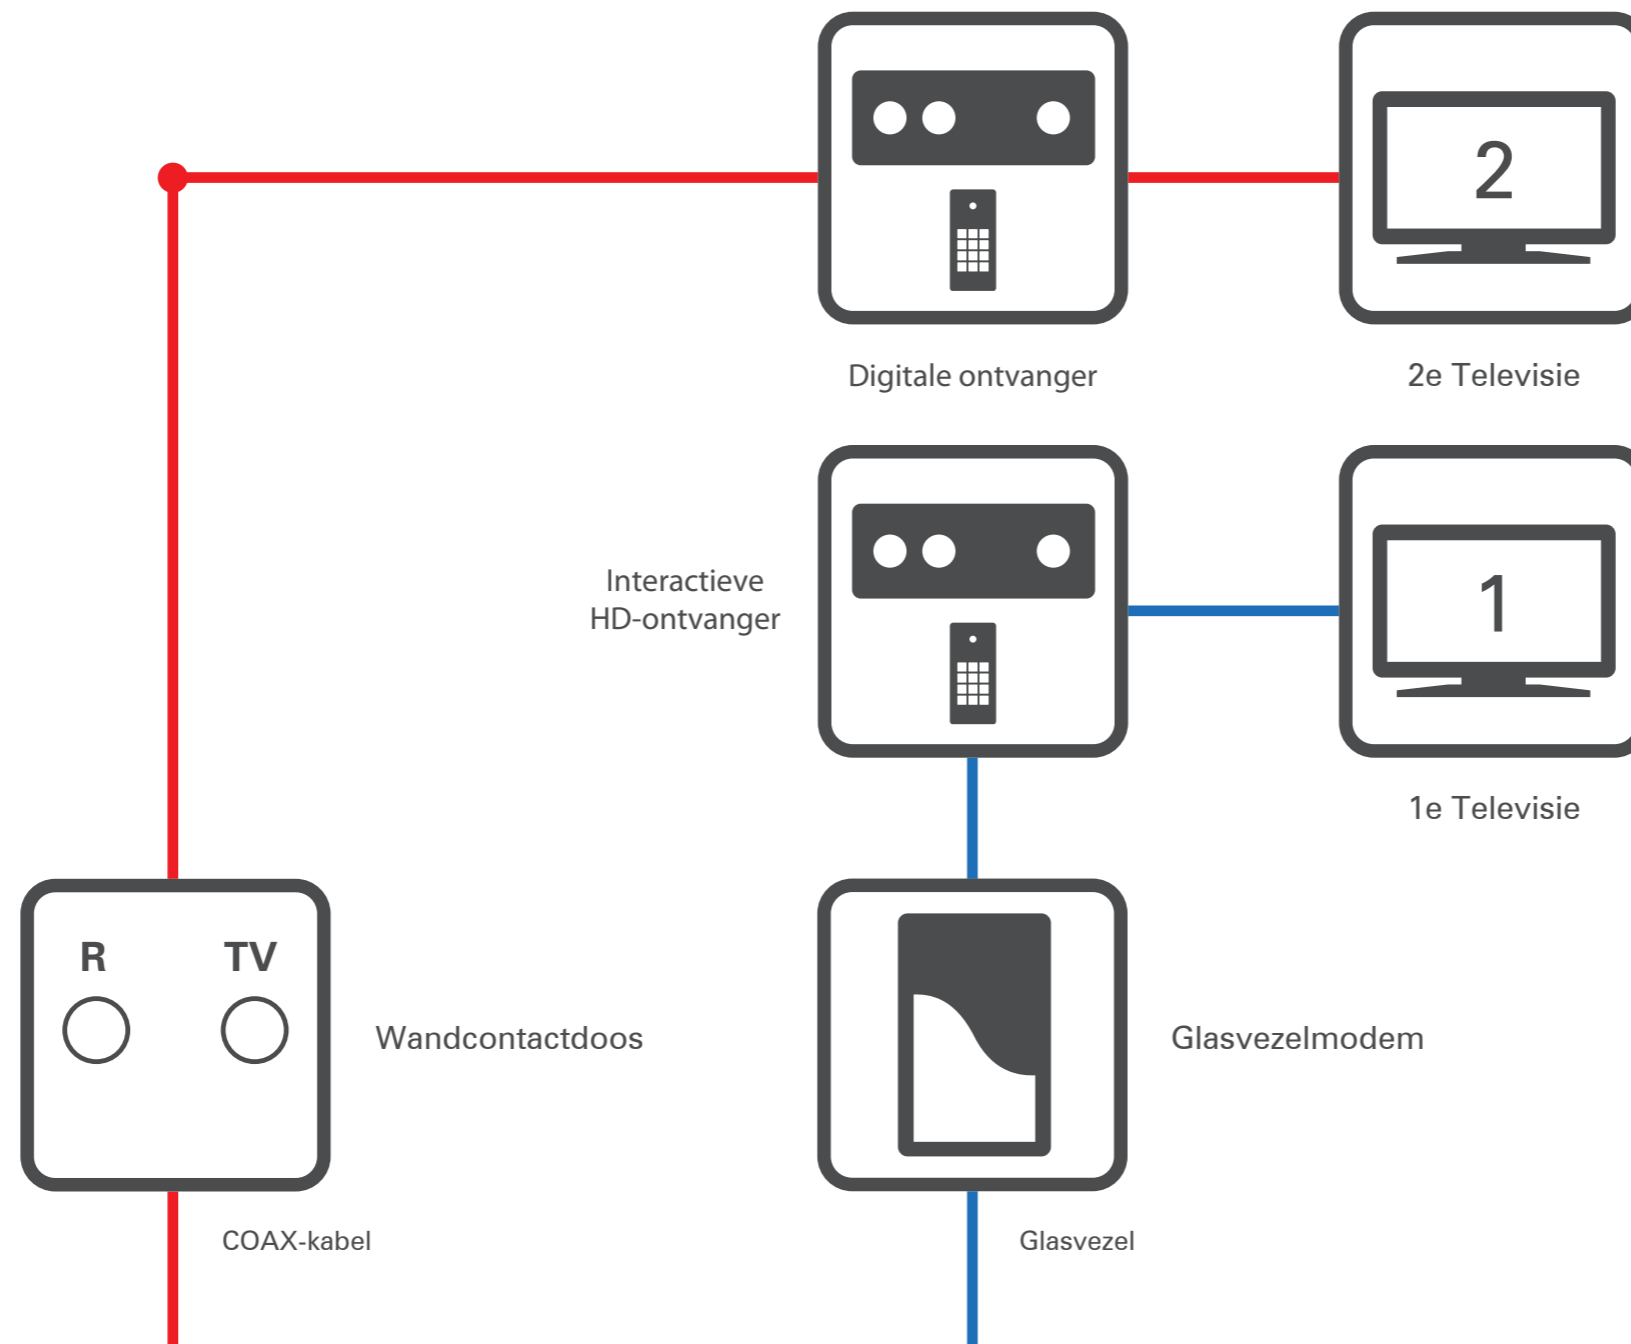 2
Digitale ontvanger
2e Televisie
Interactieve
HD-ontvanger
1
1e Televisie
R TV
Wandcontactdoos
Glasvezelmodem
COAX-kabel
Glasvezel